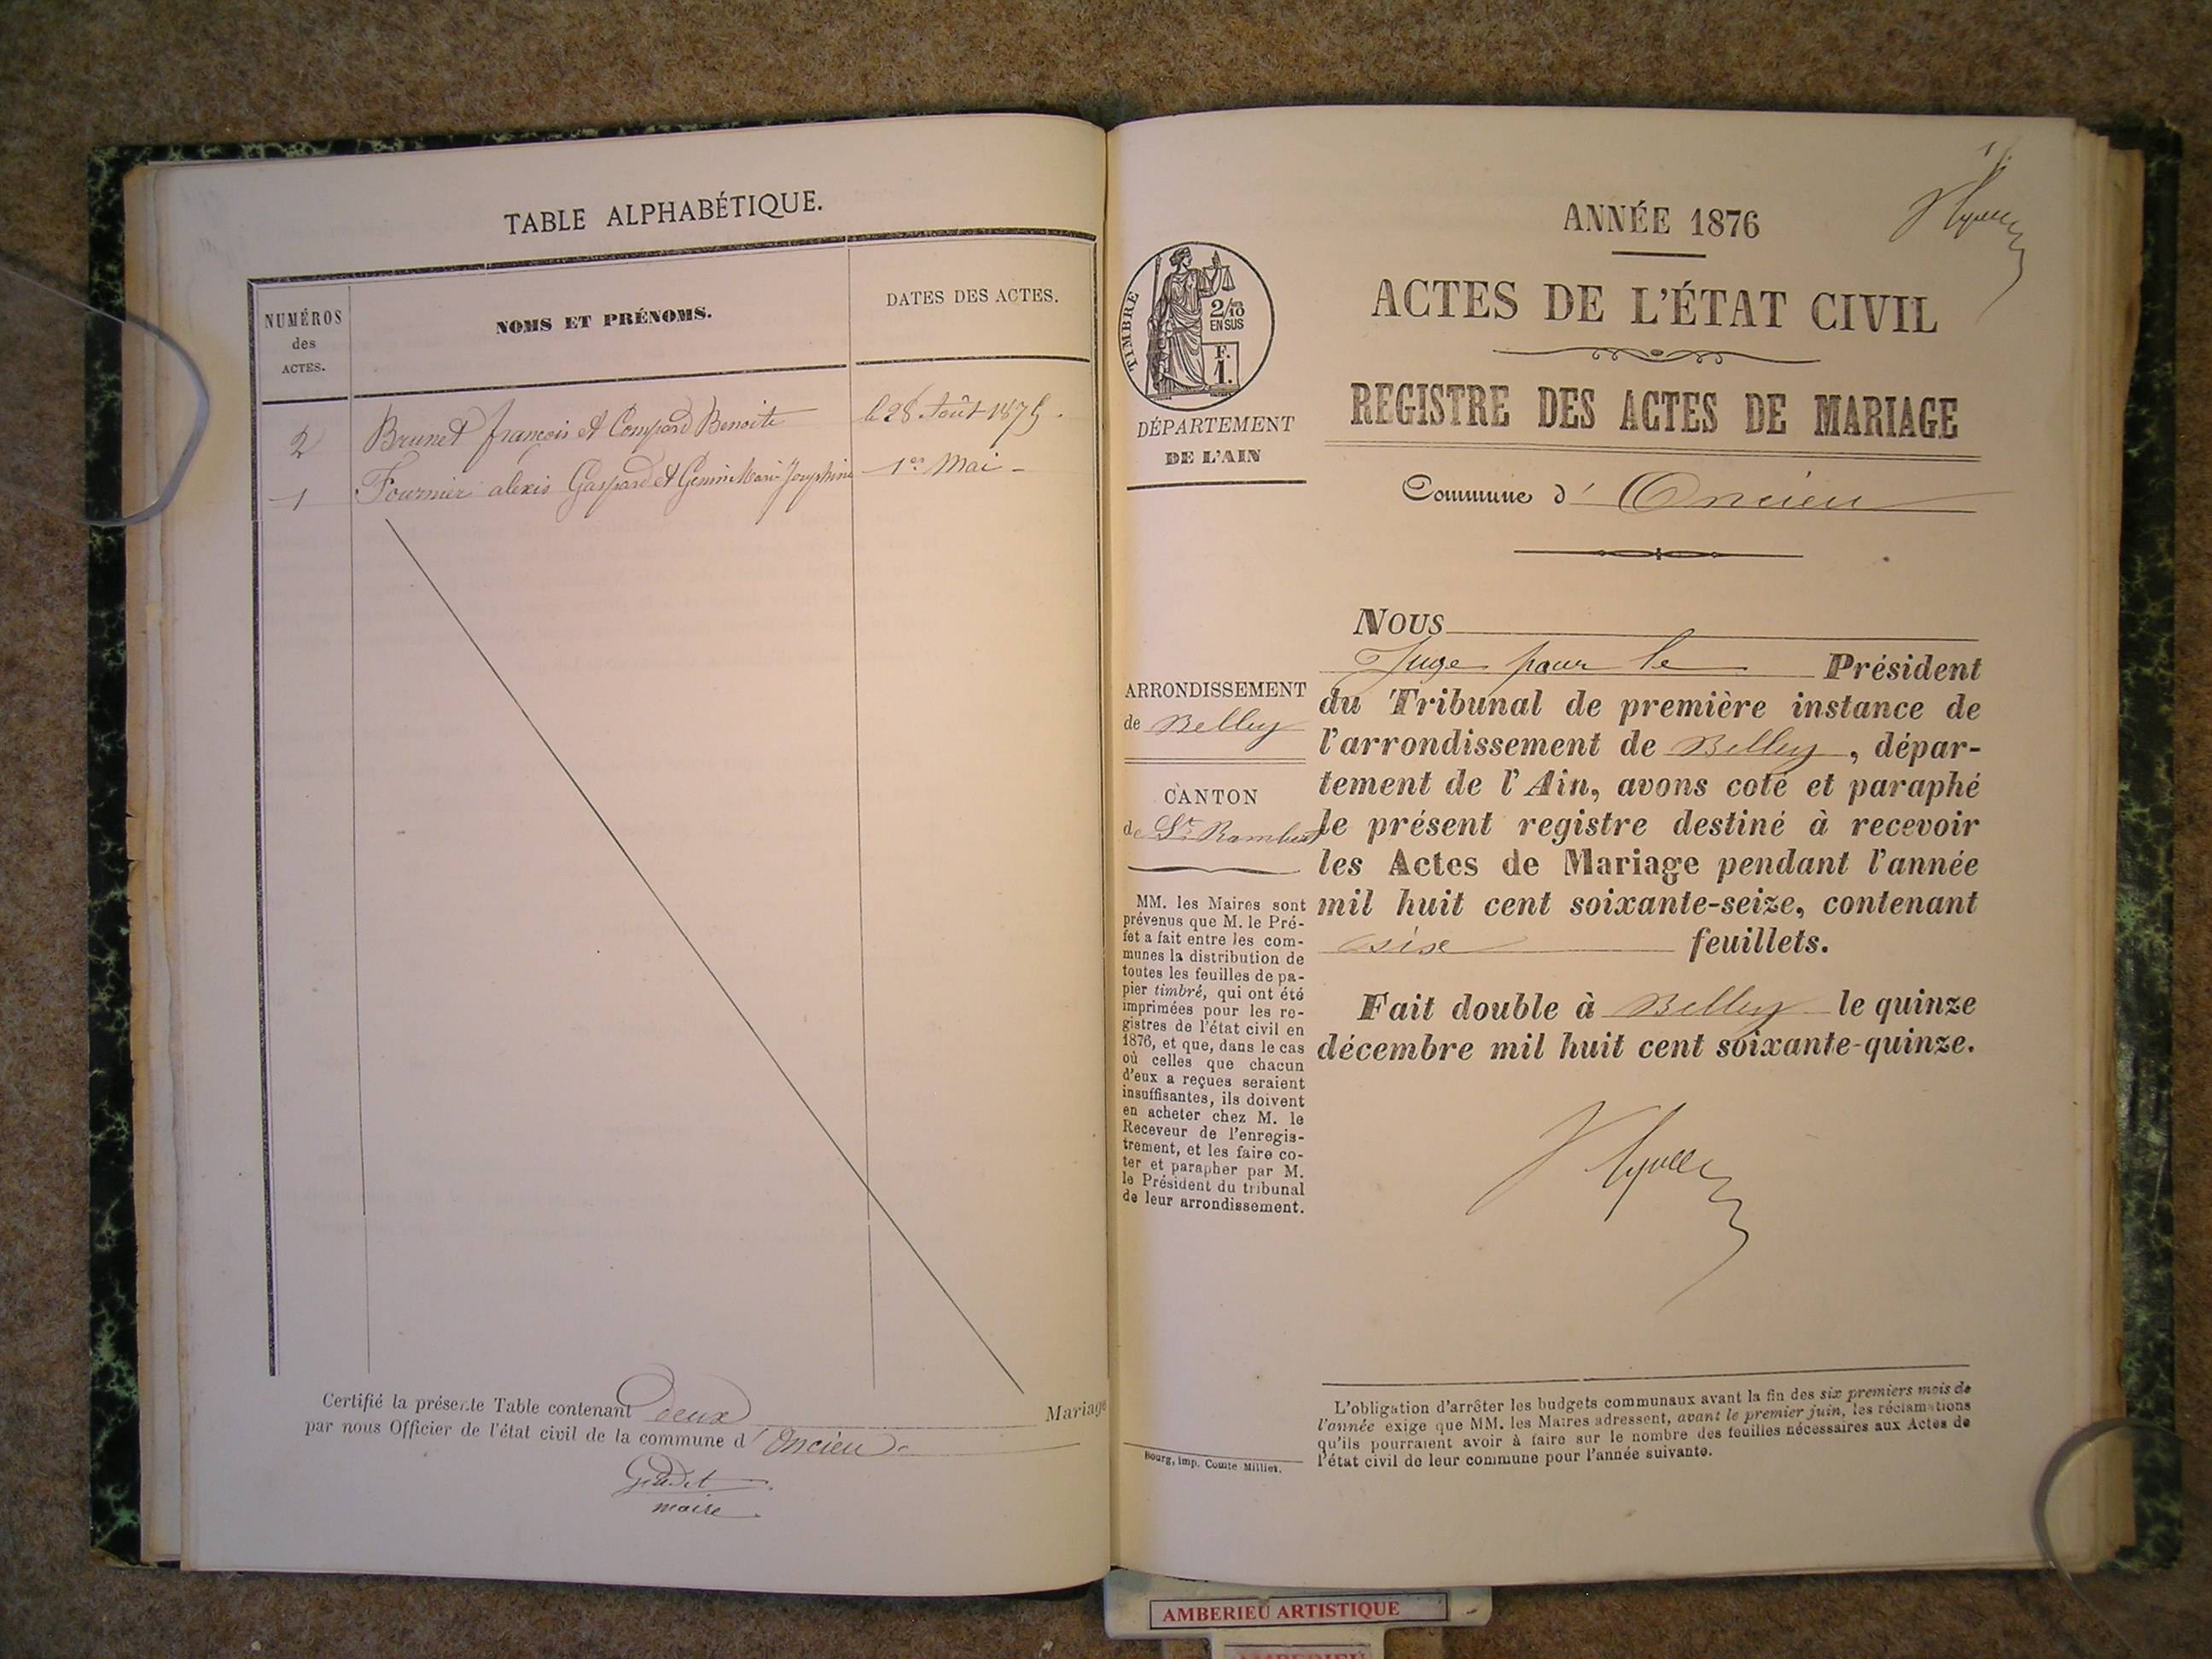 TABLE ALPHABÉTIQUE.
NUMÉROS
des
ACTES.
NOMS ET PRÉNOMS.
DATES DES ACTES.
2 Brunet françois et Compard Benoite le 28 Août 1875.
1 Fournier alexis Gaspard et Genin Marie Josephine 1er Mai
Certifié la présente Table contenant deux Mariage
par nous Officier de l'état civil de la commune d'Oncieu
maire
1
ANNÉE 1876
ACTES DE L'ÉTAT CIVIL
REGISTRE DES ACTES DE MARIAGE
Commune d' Oncieu
TIMBRE
2/10
EN SUS
F.
1.
DÉPARTEMENT
DE L'AIN
ARRONDISSEMENT
de Belley
CANTON
de St Rambert
MM. les Maires sont
prévenus que M. le Pré-
fet a fait entre les com-
munes la distribution de
toutes les feuilles de pa-
pier timbré, qui ont été
imprimées pour les re-
gistres de l'état civil en
1876, et que, dans le cas
où celles que chacun
d'eux a reçues seraient
insuffisantes, ils doivent
en acheter chez M. le
Receveur de l'enregis-
trement, et les faire co-
ter et parapher par M.
le Président du tribunal
de leur arrondissement.
Bourg, imp. Comte-Milliet.
NOUS
Juge pour le Président
du Tribunal de première instance de
l'arrondissement de Belley, dépar-
tement de l'Ain, avons coté et paraphé
le présent registre destiné à recevoir
les Actes de Mariage pendant l'année
mil huit cent soixante-seize, contenant
six feuillets.
Fait double à Belley le quinze
décembre mil huit cent soixante-quinze.
L'obligation d'arrêter les budgets communaux avant la fin des six premiers mois de
l'année exige que MM. les Maires adressent, avant le premier juin, les réclamations
qu'ils pourraient avoir à faire sur le nombre des feuilles nécessaires aux Actes de
l'état civil de leur commune pour l'année suivante.
AMBERIEU ARTISTIQUE
AMBERIEU